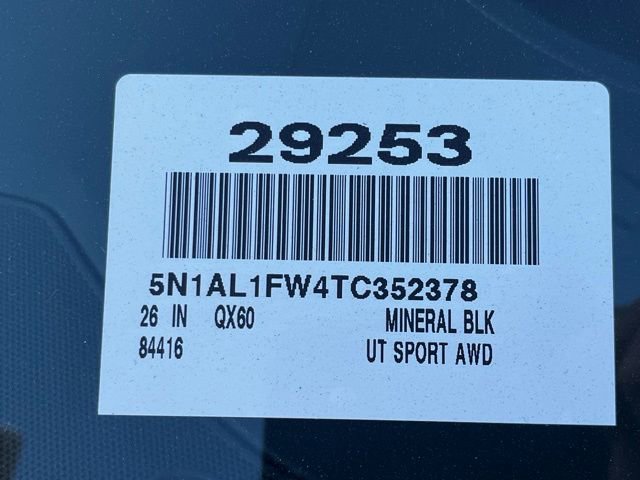 29253
5N1AL1FW4TC352378
26 IN QX60 MINERAL BLK
84416 UT SPORT AWD